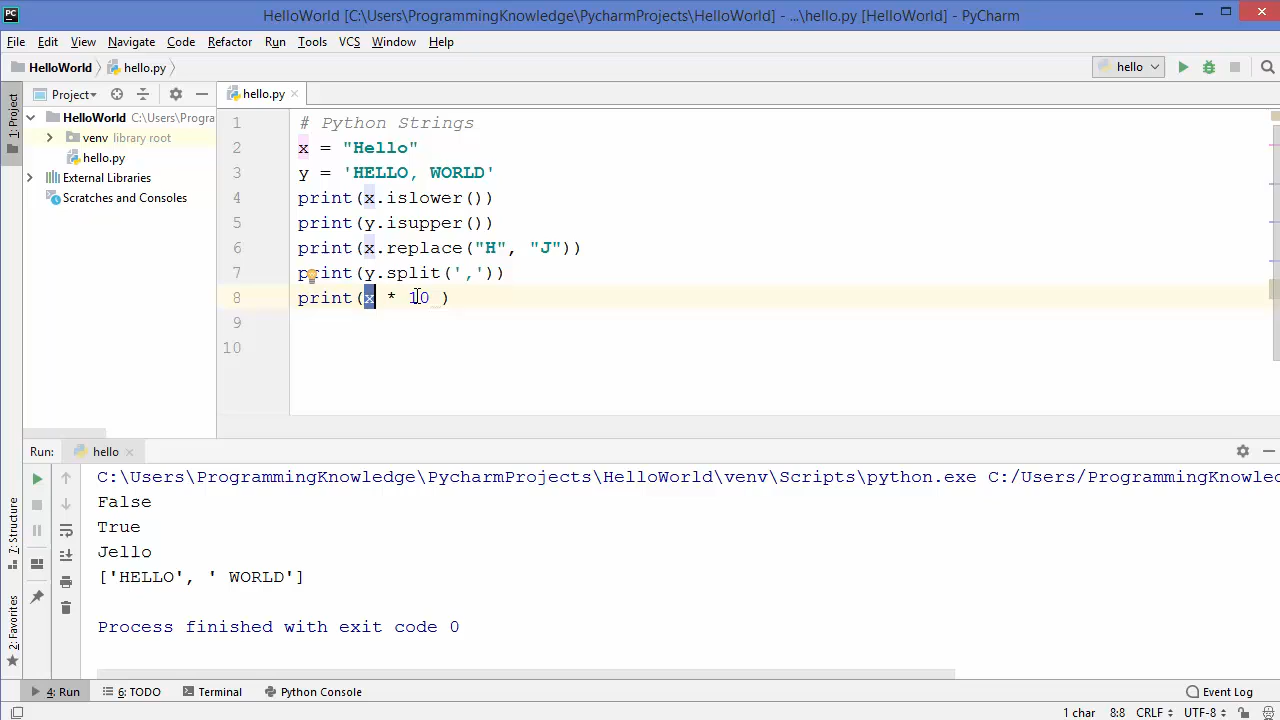 PC HelloWorld [C:\Users\ProgrammingKnowledge\PycharmProjects\HelloWorld] - ...\hello.py [HelloWorld] - PyCharm
File Edit View Navigate Code Refactor Run Tools VCS Window Help
HelloWorld hello.py hello
1: Project
Project hello.py
HelloWorld C:\Users\Progra
venv library root
hello.py
External Libraries
Scratches and Consoles
1 # Python Strings
2 x = "Hello"
3 y = 'HELLO, WORLD'
4 print(x.islower())
5 print(y.isupper())
6 print(x.replace("H", "J"))
7 print(y.split(','))
8 print(x * 10 )
9
10
Run: hello
C:\Users\ProgrammingKnowledge\PycharmProjects\HelloWorld\venv\Scripts\python.exe C:/Users/ProgrammingKnowled
False
True
Jello
['HELLO', ' WORLD']
Process finished with exit code 0
7: Structure
2: Favorites
4: Run 6: TODO Terminal Python Console Event Log
1 char 8:8 CRLF UTF-8